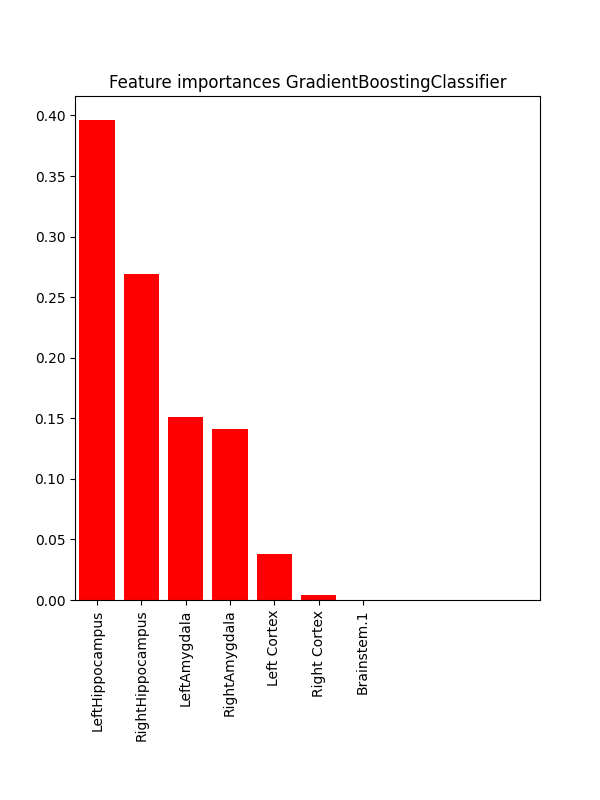 Feature importances GradientBoostingClassifier
0.40
0.35
0.30
0.25
0.20
0.15
0.10
0.05
0.00
LeftHippocampus
RightHippocampus
LeftAmygdala
RightAmygdala
Left Cortex
Right Cortex
Brainstem.1